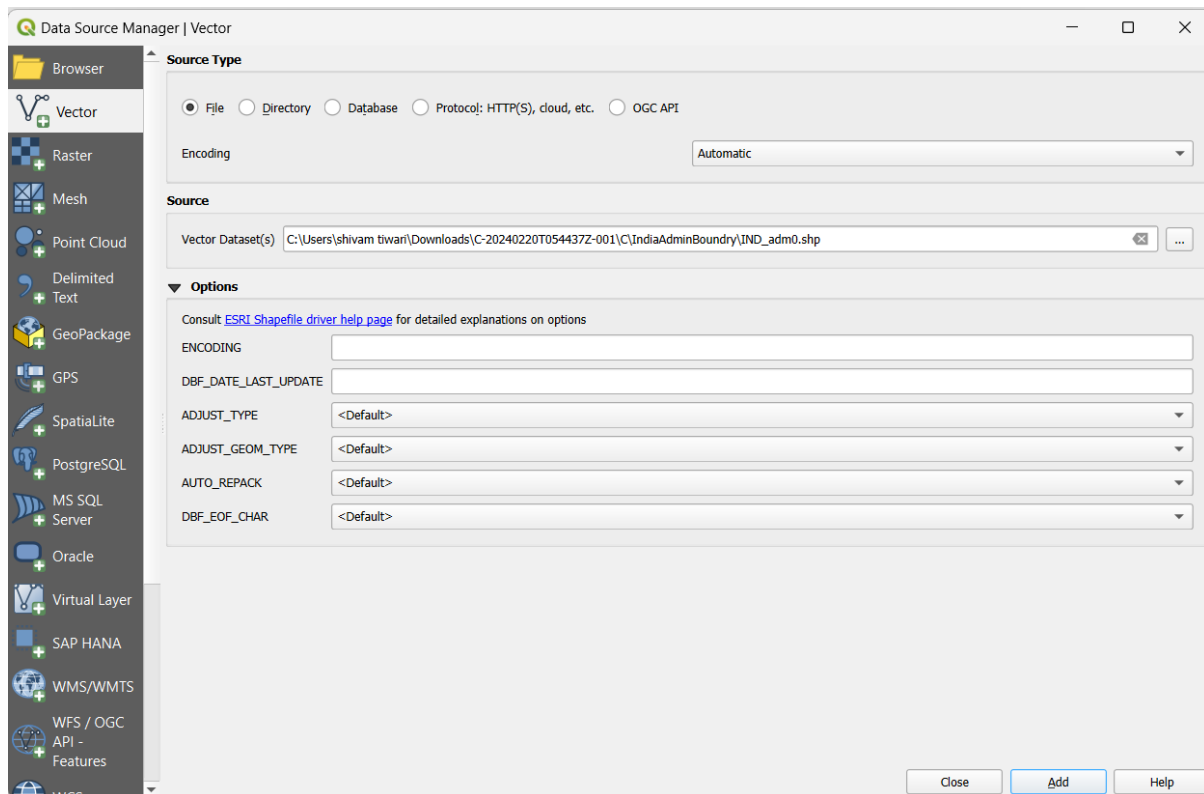 Data Source Manager | Vector
Browser
Vector
Raster
Mesh
Point Cloud
Delimited
Text
GeoPackage
GPS
SpatiaLite
PostgreSQL
MS SQL
Server
Oracle
Virtual Layer
SAP HANA
WMS/WMTS
WFS / OGC
API -
Features
Source Type
File Directory Database Protocol: HTTP(S), cloud, etc. OGC API
Encoding Automatic
Source
Vector Dataset(s) C:\Users\shivam tiwari\Downloads\C-20240220T054437Z-001\C\IndiaAdminBoundry\IND_adm0.shp ...
Options
Consult ESRI Shapefile driver help page for detailed explanations on options
ENCODING
DBF_DATE_LAST_UPDATE
ADJUST_TYPE <Default>
ADJUST_GEOM_TYPE <Default>
AUTO_REPACK <Default>
DBF_EOF_CHAR <Default>
Close Add Help